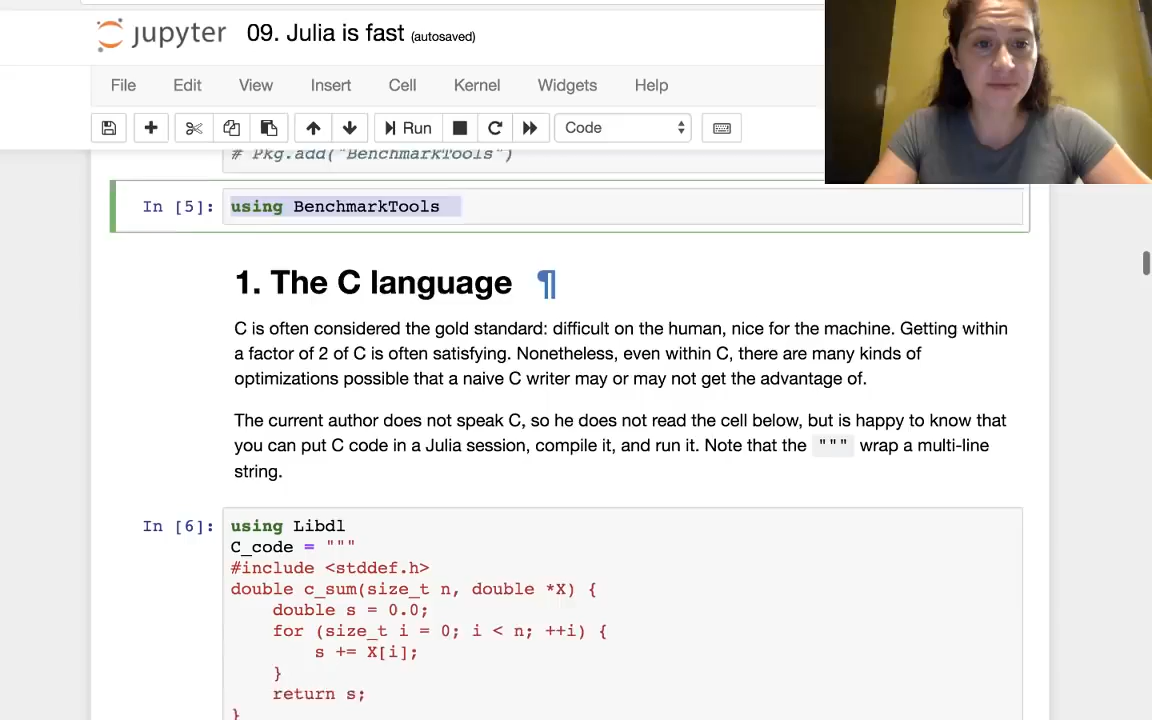 jupyter 09. Julia is fast (autosaved)
File Edit View Insert Cell Kernel Widgets Help
Run Code
# Pkg.add("BenchmarkTools")
In [5]: using BenchmarkTools
1. The C language ¶
C is often considered the gold standard: difficult on the human, nice for the machine. Getting within
a factor of 2 of C is often satisfying. Nonetheless, even within C, there are many kinds of
optimizations possible that a naive C writer may or may not get the advantage of.
The current author does not speak C, so he does not read the cell below, but is happy to know that
you can put C code in a Julia session, compile it, and run it. Note that the """ wrap a multi-line
string.
In [6]: using Libdl
C_code = """
#include <stddef.h>
double c_sum(size_t n, double *X) {
    double s = 0.0;
    for (size_t i = 0; i < n; ++i) {
        s += X[i];
    }
    return s;
}